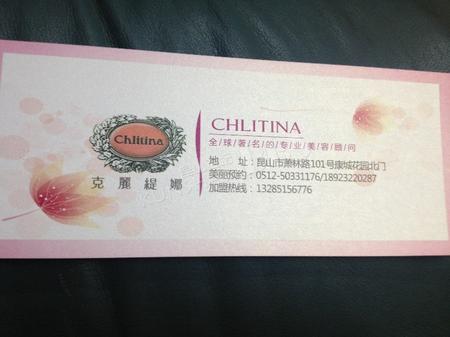 Chlitina
克麗緹娜
CHLITINA
全球著名的专业美容顾问
地 址:昆山市萧林路101号康城花园北门
美丽预约:0512-50331176/18923220287
加盟热线:13285156776